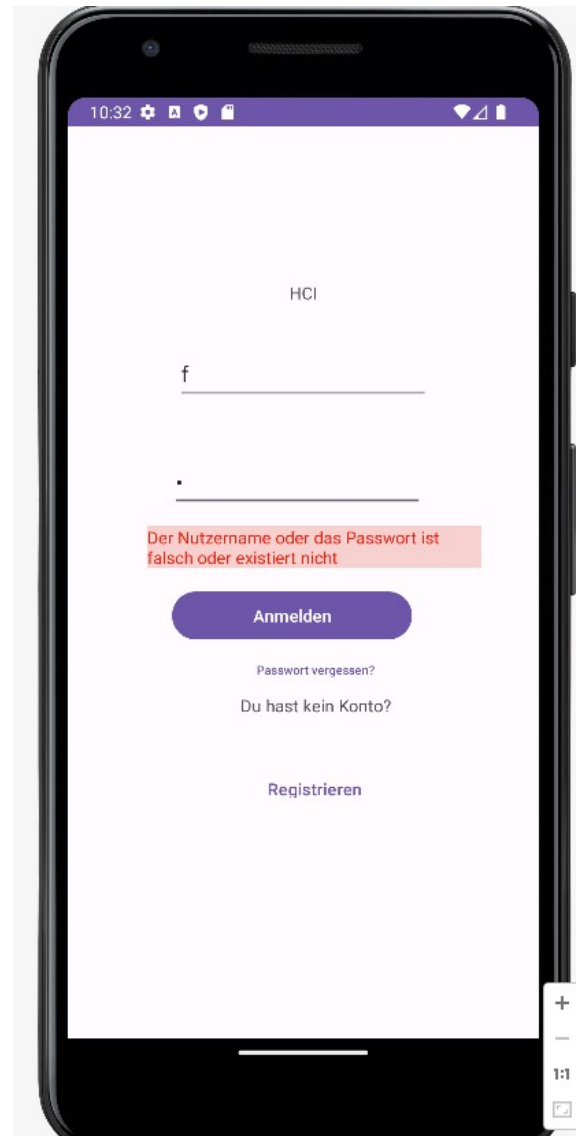 10:32
HCI
f
Der Nutzername oder das Passwort ist
falsch oder existiert nicht
Anmelden
Passwort vergessen?
Du hast kein Konto?
Registrieren
1:1